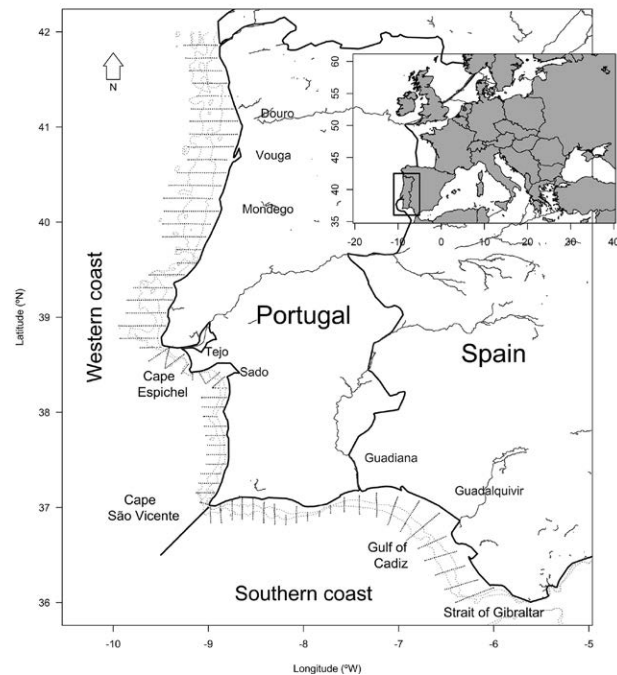 42
41
40
39
38
37
36
Latitude (ºN)
-10
-9
-8
-7
-6
-5
Longitude (ºW)
N
Western coast
Douro
Vouga
Mondego
Portugal
Spain
Tejo
Cape
Espichel
Sado
Guadiana
Guadalquivir
Cape
São Vicente
Gulf of
Cadiz
Southern coast
Strait of Gibraltar
60
55
50
45
40
35
-20
-10
0
10
20
30
40